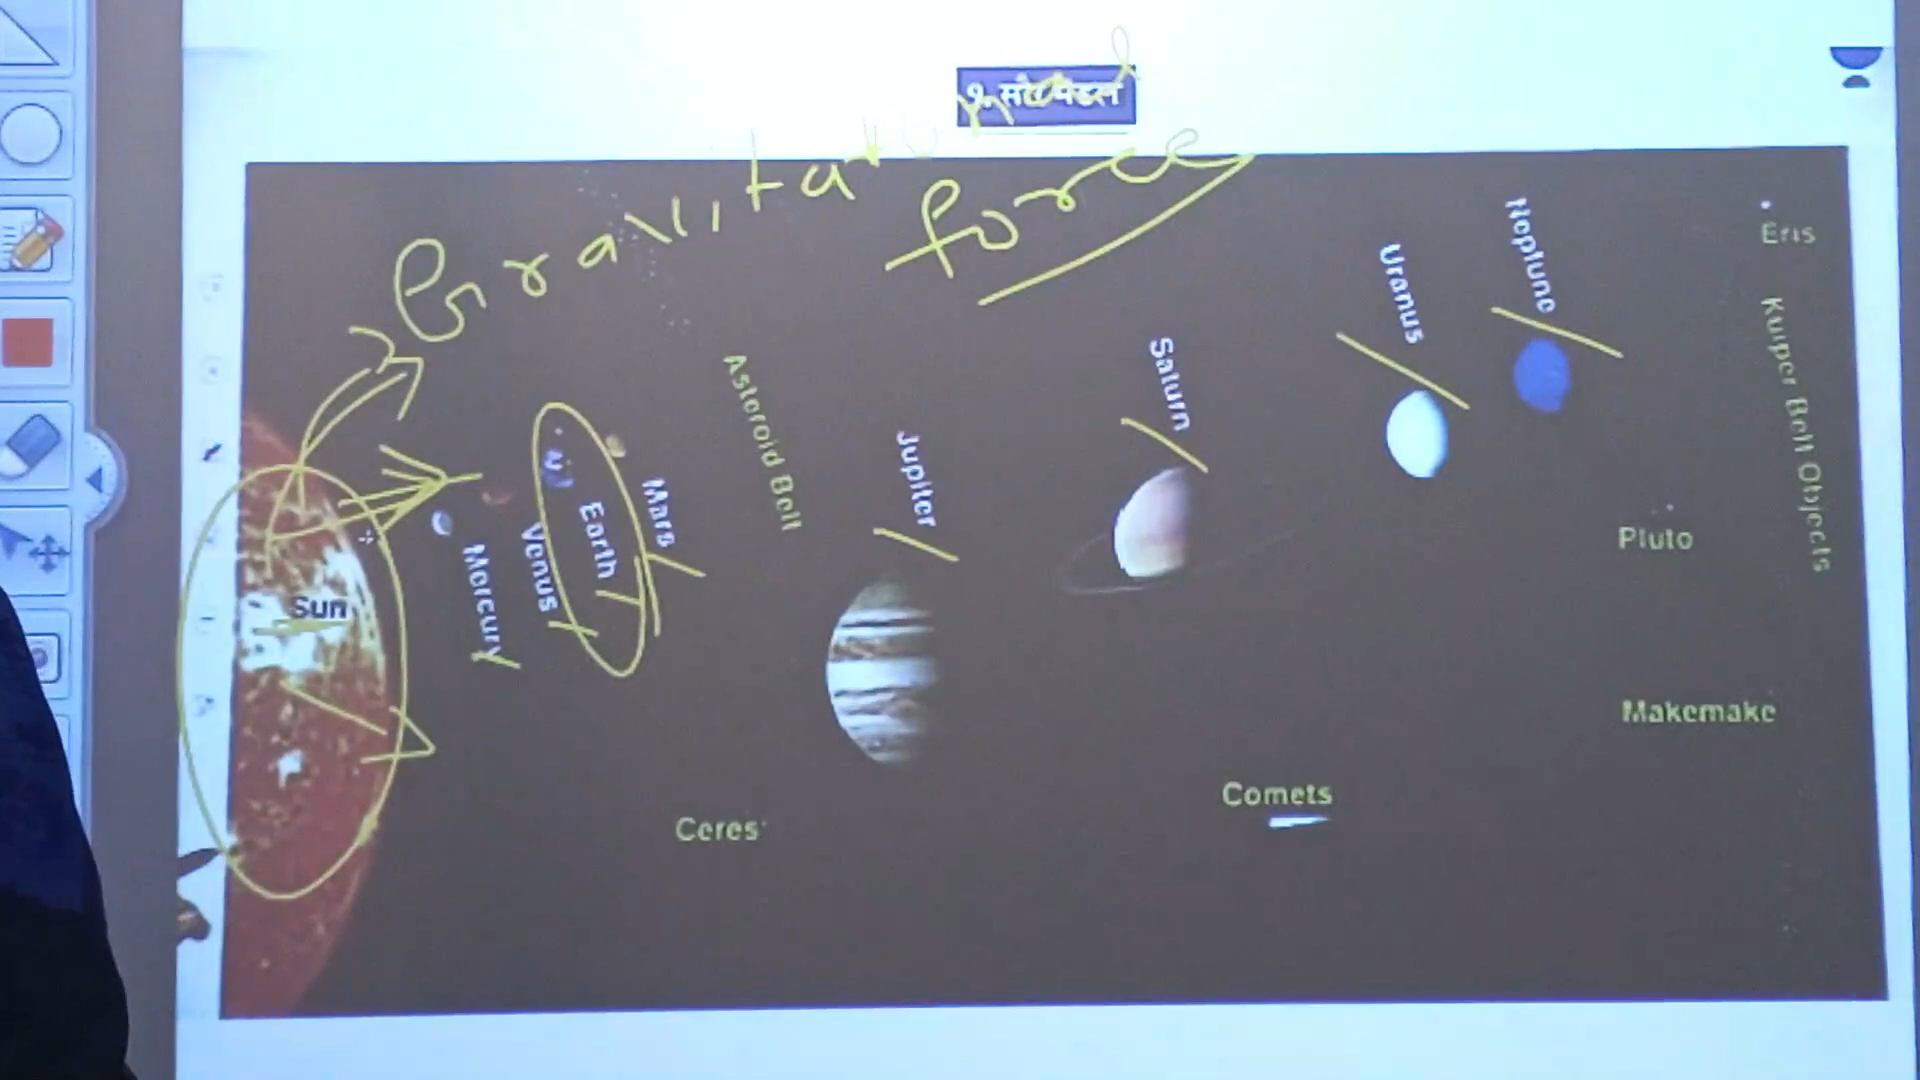 १. सौरमंडल
Gravitational
force
Neptune
Eris
Uranus
Kuiper Belt Objects
Saturn
Asteroid Belt
Jupiter
Mars
Earth
Venus
Mercury
Pluto
Sun
Makemake
Comets
Ceres